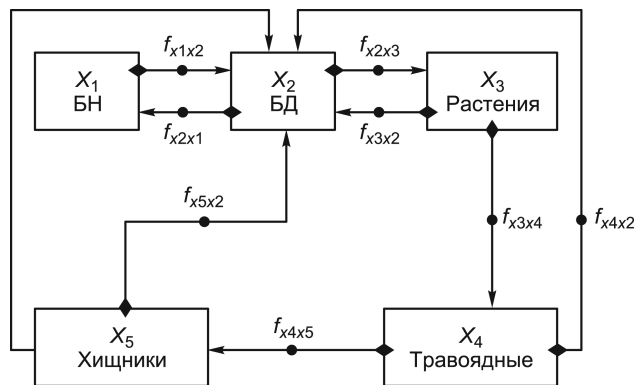 X₁
БН
fₓ₁ₓ₂
fₓ₂ₓ₁
X₂
БД
fₓ₂ₓ₃
fₓ₃ₓ₂
X₃
Растения
fₓ₅ₓ₂
fₓ₃ₓ₄
fₓ₄ₓ₂
X₅
Хищники
fₓ₄ₓ₅
X₄
Травоядные